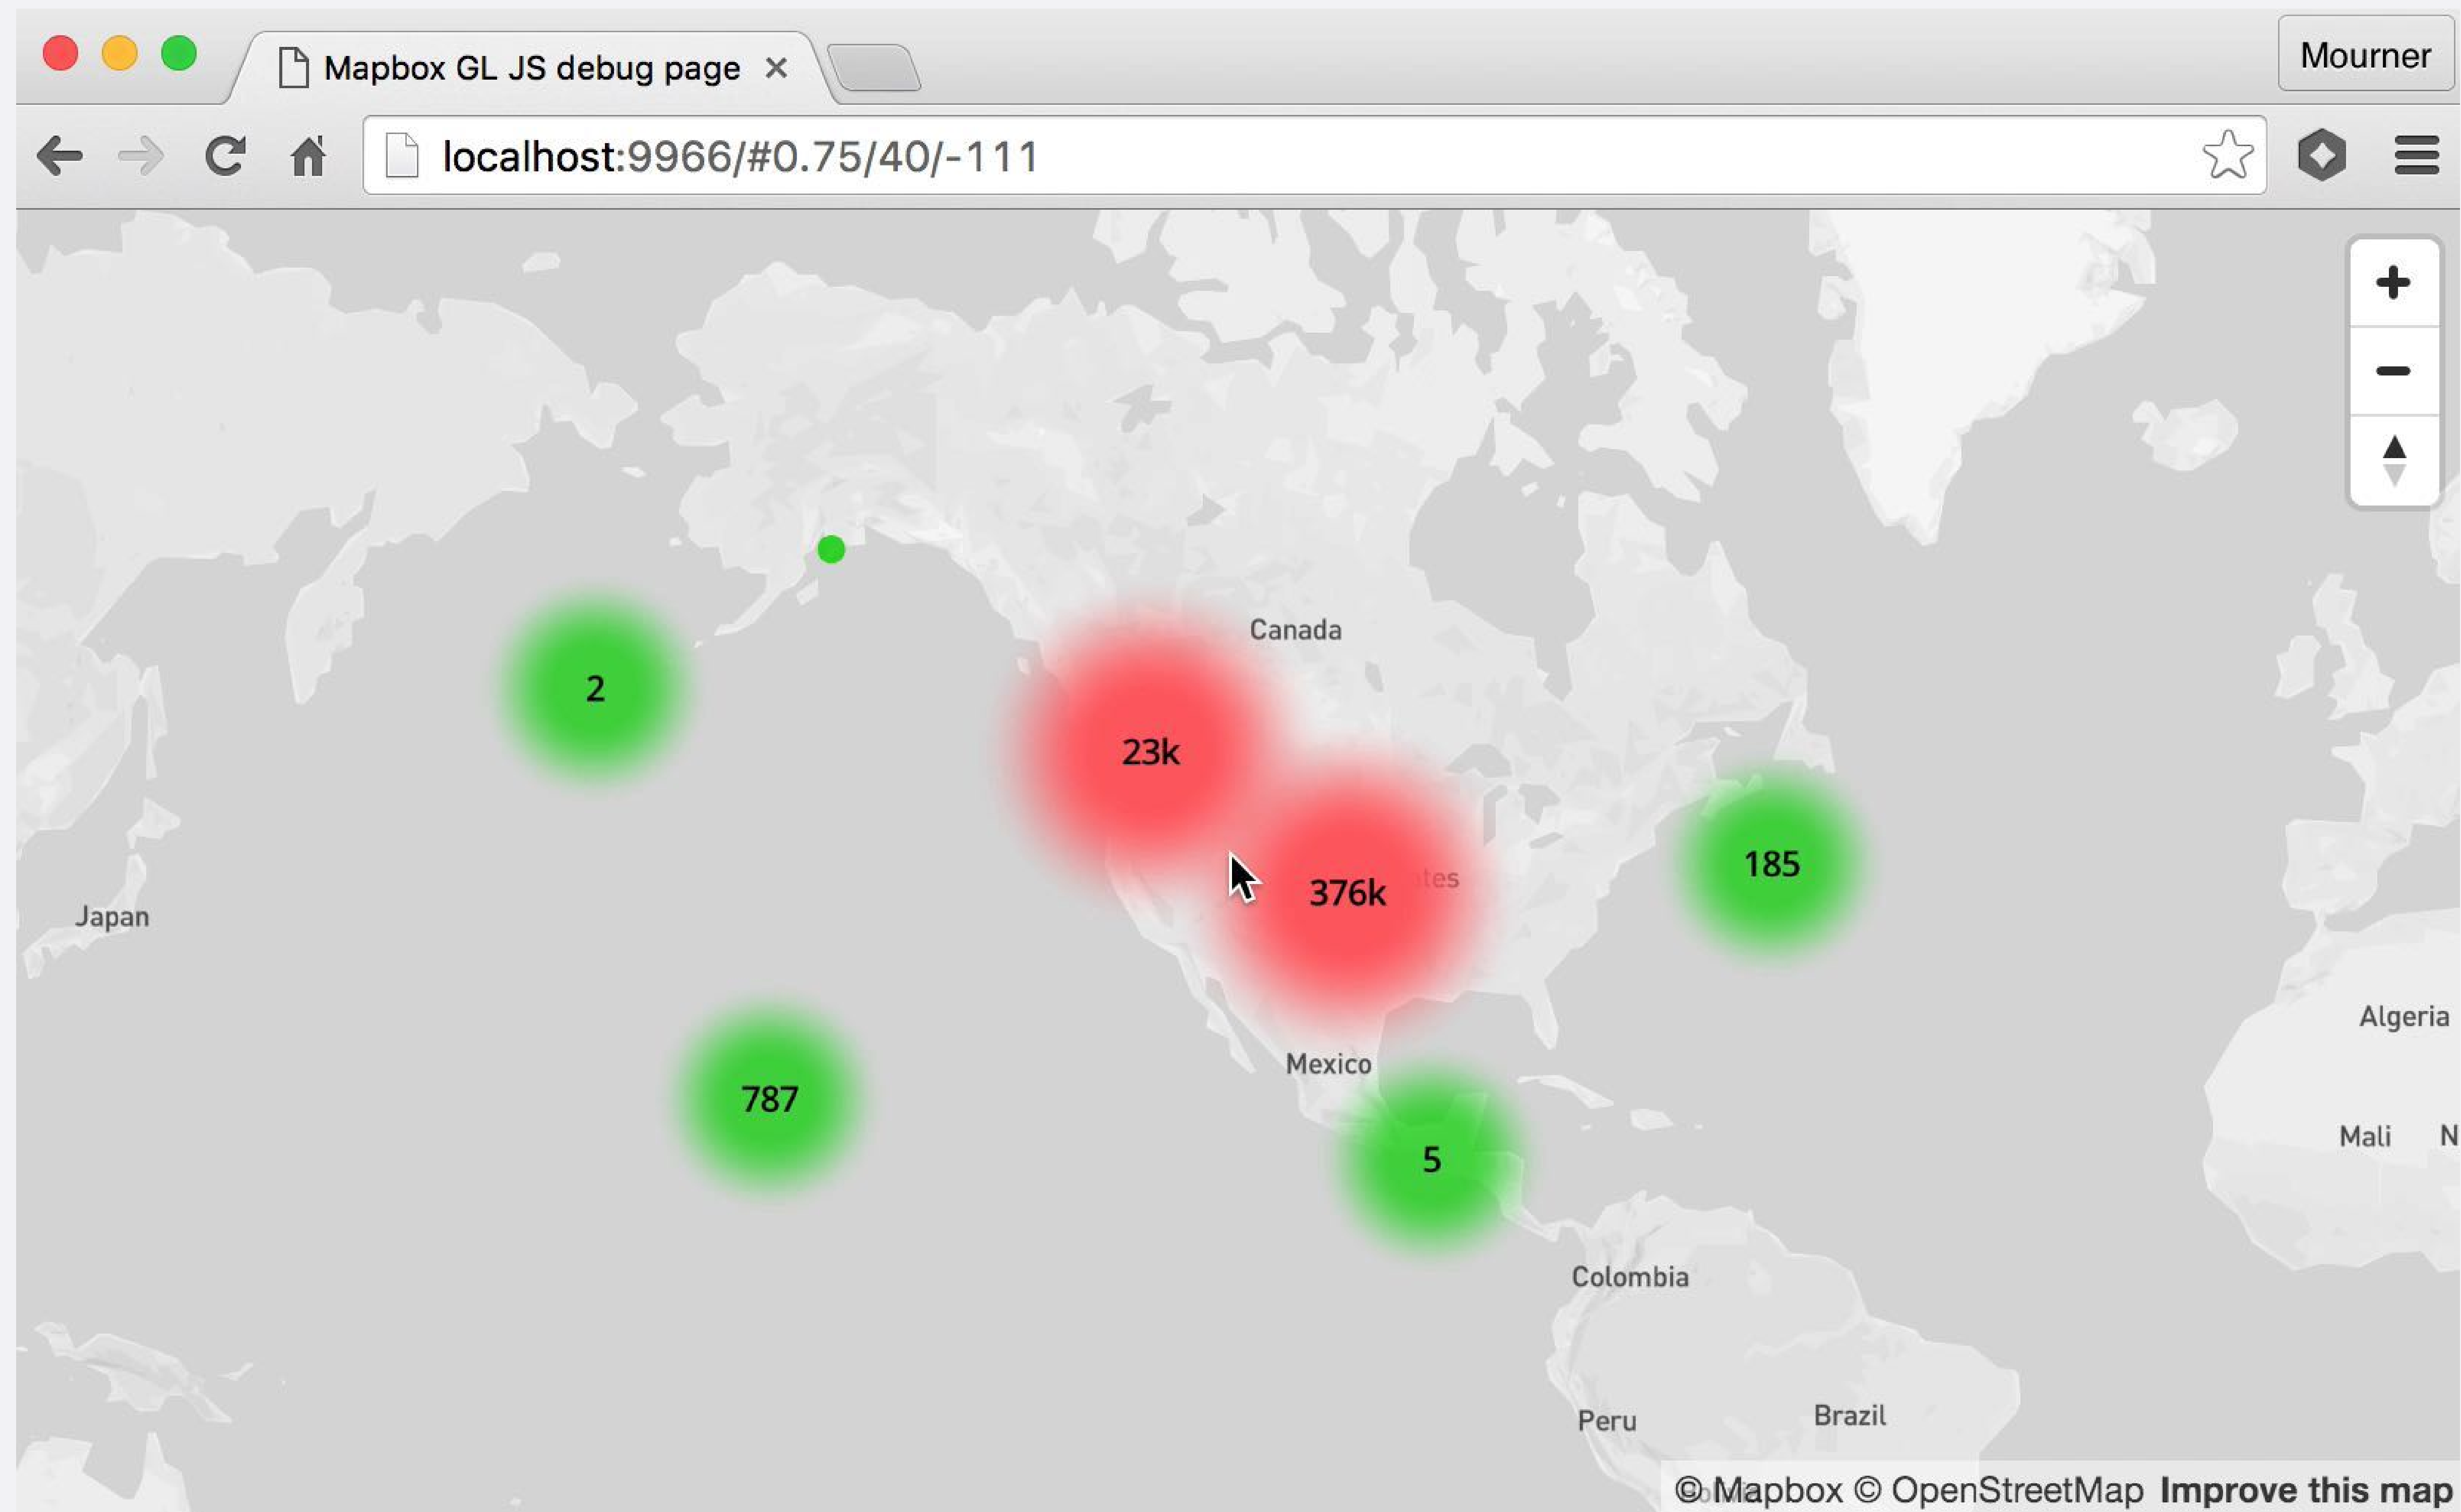 Mapbox GL JS debug page
Mourner
localhost:9966/#0.75/40/-111
Canada
2
23k
185
376k
Japan
Algeria
Mexico
787
Mali
N
5
Colombia
Brazil
Peru
© Mapbox © OpenStreetMap Improve this map